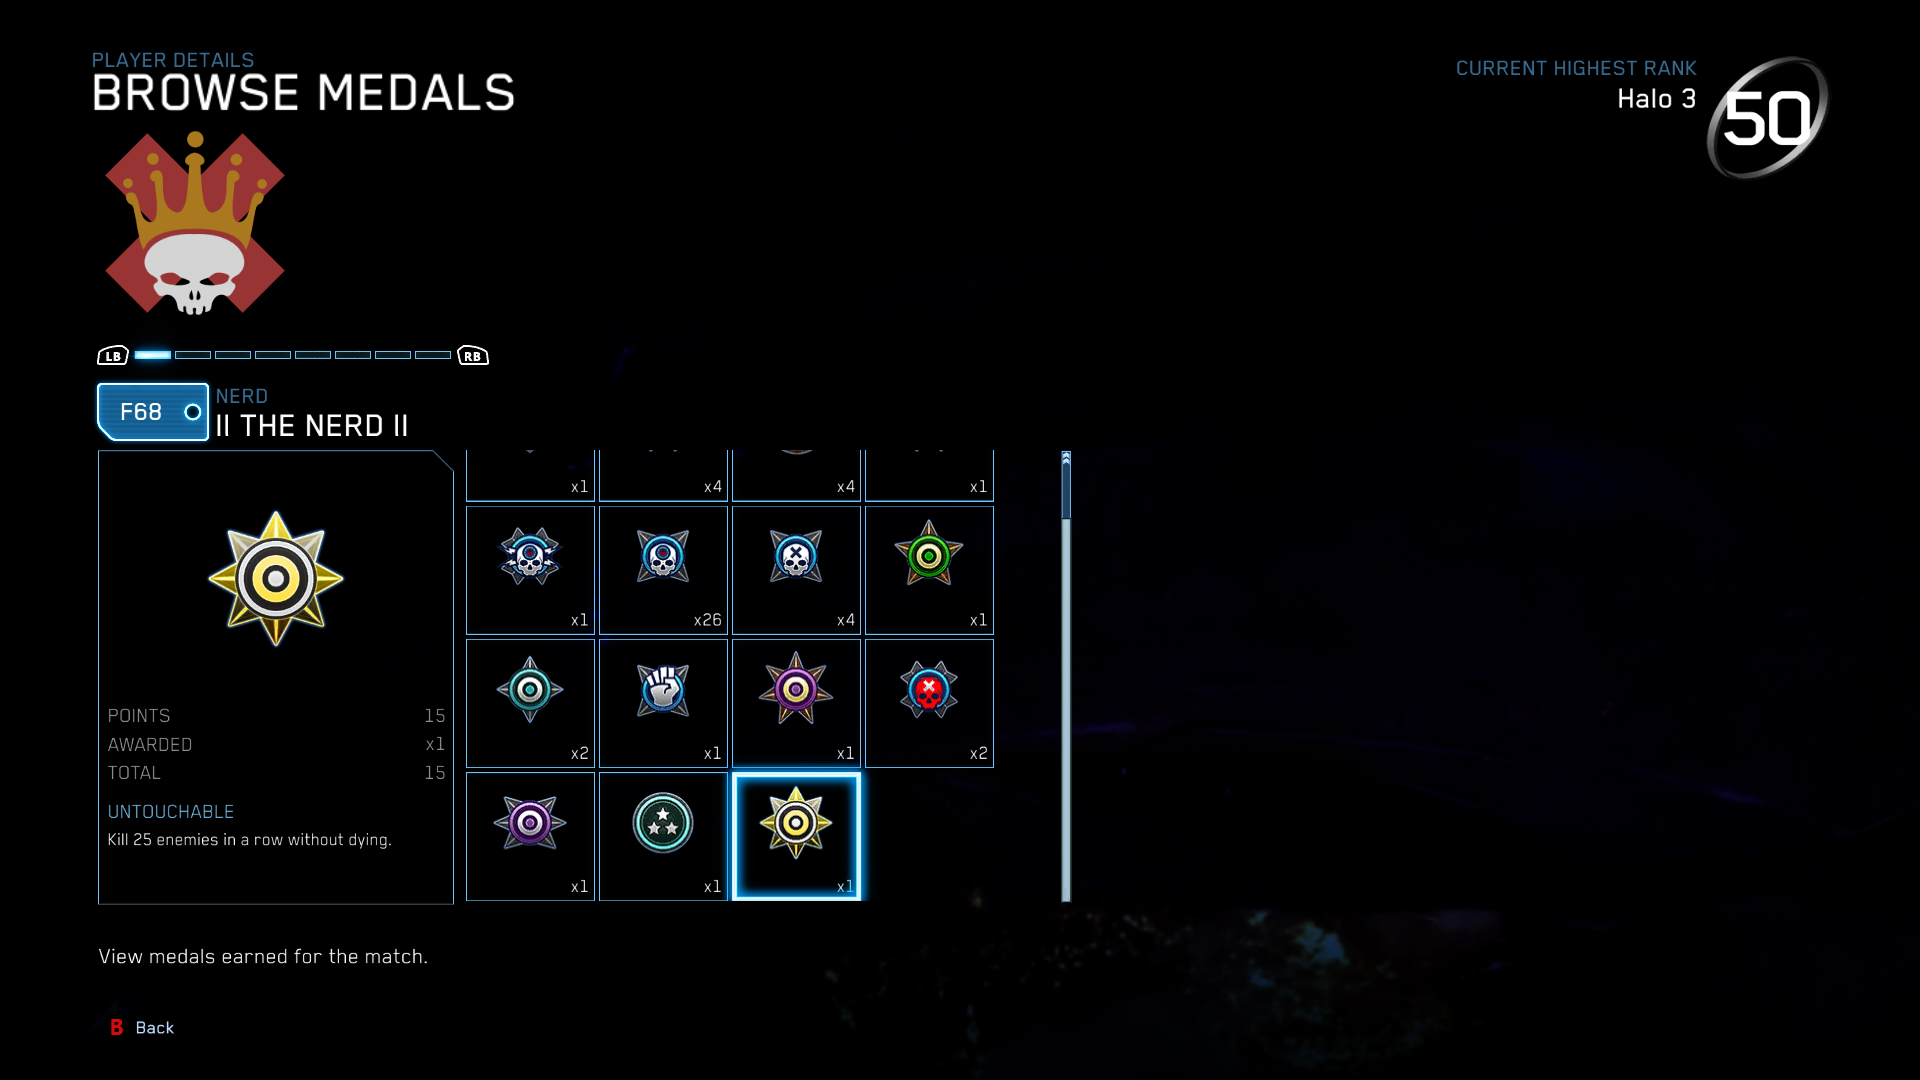 PLAYER DETAILS
BROWSE MEDALS
CURRENT HIGHEST RANK
Halo 3
50
LB
RB
F68
NERD
II THE NERD II
x1
x4
x4
x1
x1
x26
x4
x1
x2
x1
x1
x2
x1
x1
x1
POINTS 15
AWARDED x1
TOTAL 15
UNTOUCHABLE
Kill 25 enemies in a row without dying.
View medals earned for the match.
B Back